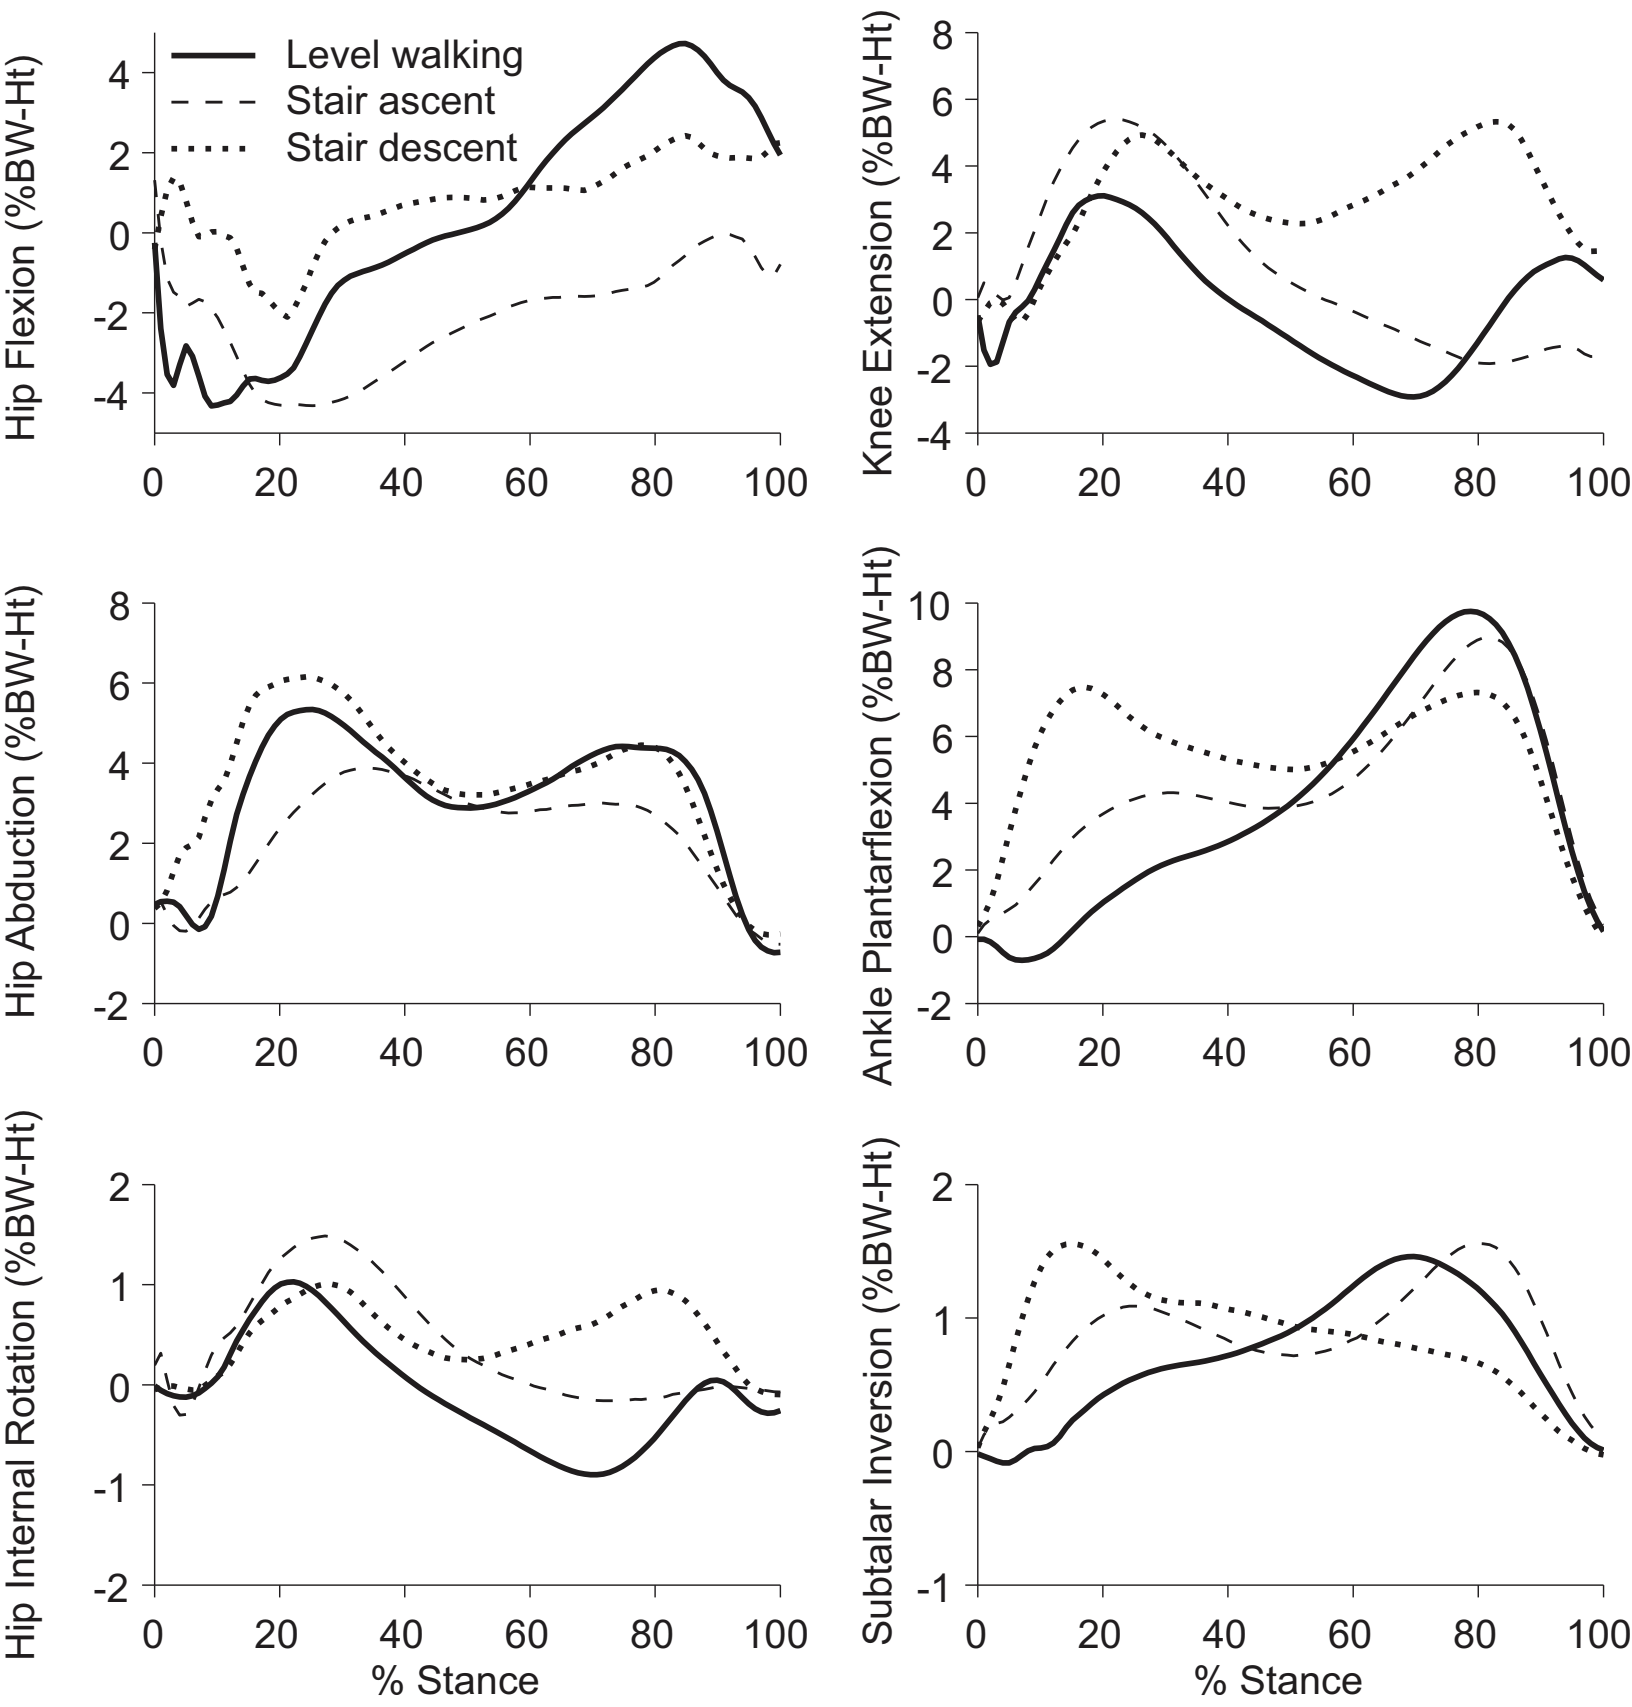 Hip Flexion (%BW-Ht)
Level walking
Stair ascent
Stair descent
4
2
0
-2
-4
0 20 40 60 80 100
Knee Extension (%BW-Ht)
8
6
4
2
0
-2
-4
0 20 40 60 80 100
Hip Abduction (%BW-Ht)
8
6
4
2
0
-2
0 20 40 60 80 100
Ankle Plantarflexion (%BW-Ht)
10
8
6
4
2
0
-2
0 20 40 60 80 100
Hip Internal Rotation (%BW-Ht)
2
1
0
-1
-2
0 20 40 60 80 100
% Stance
Subtalar Inversion (%BW-Ht)
2
1
0
-1
0 20 40 60 80 100
% Stance